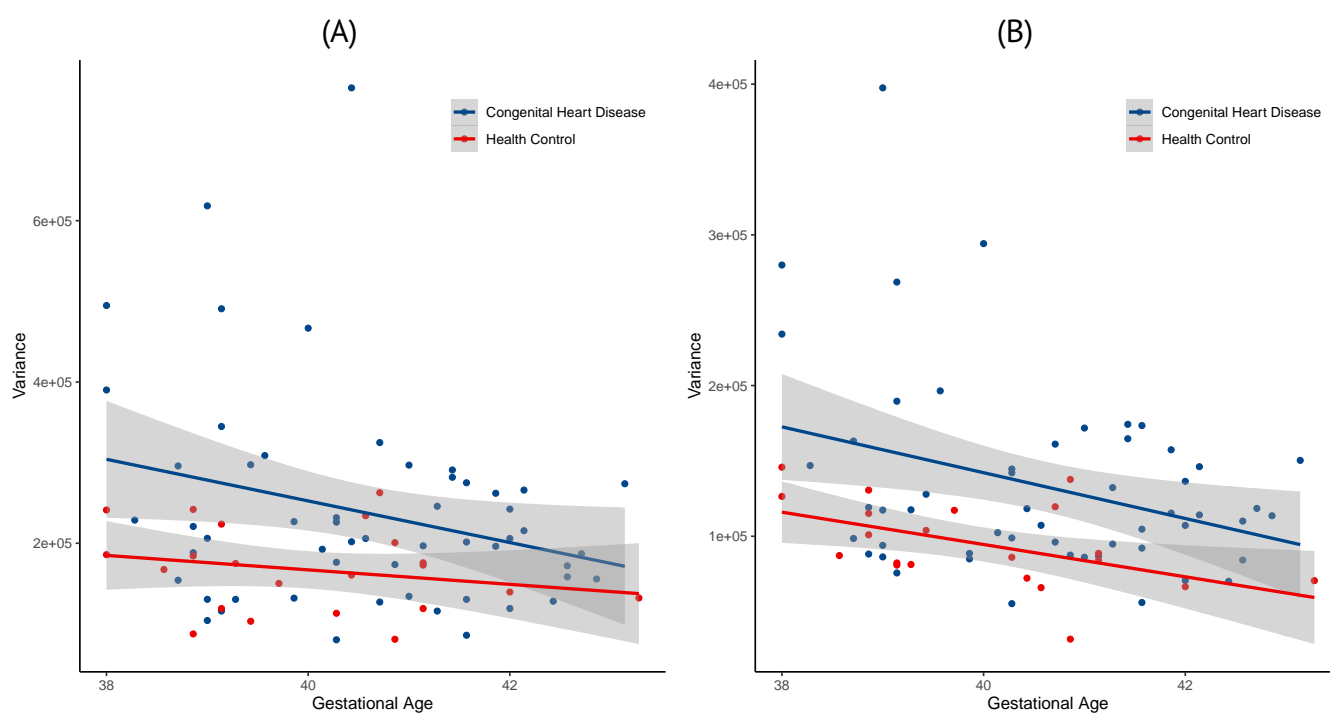 (A)
Congenital Heart Disease
Health Control
6e+05
4e+05
2e+05
Variance
38
40
42
Gestational Age
(B)
Congenital Heart Disease
Health Control
4e+05
3e+05
2e+05
1e+05
Variance
38
40
42
Gestational Age